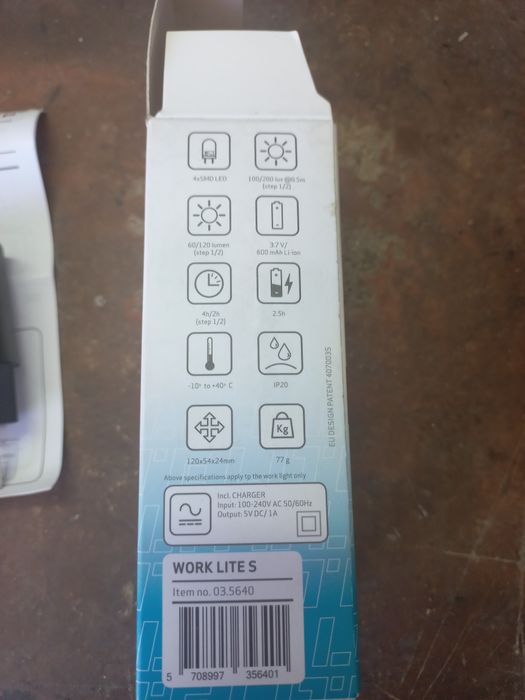 4xSMD LED
100/200 lux @0.5m
(step 1/2)
60/120 lumen
(step 1/2)
3.7 V/
600 mAh Li-ion
4h/2h
(step 1/2)
2.5h
-10° to +40° C
IP20
120x54x24mm
Kg
77 g
EU DESIGN PATENT 4070035
Above specifications apply to the work light only
Incl. CHARGER
Input: 100-240V AC 50/60Hz
Output: 5V DC/ 1A
WORK LITE S
Item no. 03.5640
5 708997 356401